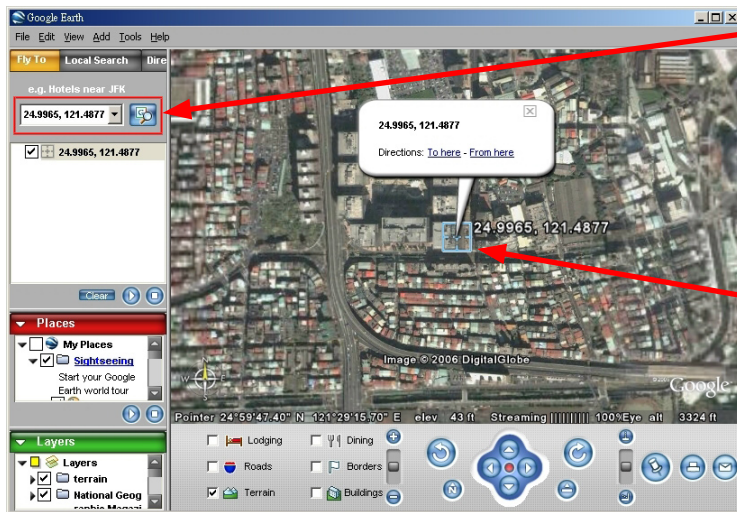 Google Earth
File Edit View Add Tools Help
Fly To Local Search Dire
e.g. Hotels near JFK
24.9965, 121.4877
24.9965, 121.4877
Clear
Places
My Places
Sightseeing
Start your Google
Earth world tour
Layers
Layers
terrain
National Geog
raphic Magazi
24.9965, 121.4877
Directions: To here - From here
24.9965, 121.4877
Image © 2006 DigitalGlobe
N
W E
Google
Pointer 24°59'47.40" N 121°29'15.70" E elev 43 ft Streaming |||||||||| 100% Eye alt 3324 ft
Lodging Dining
Roads Borders
Terrain Buildings
N